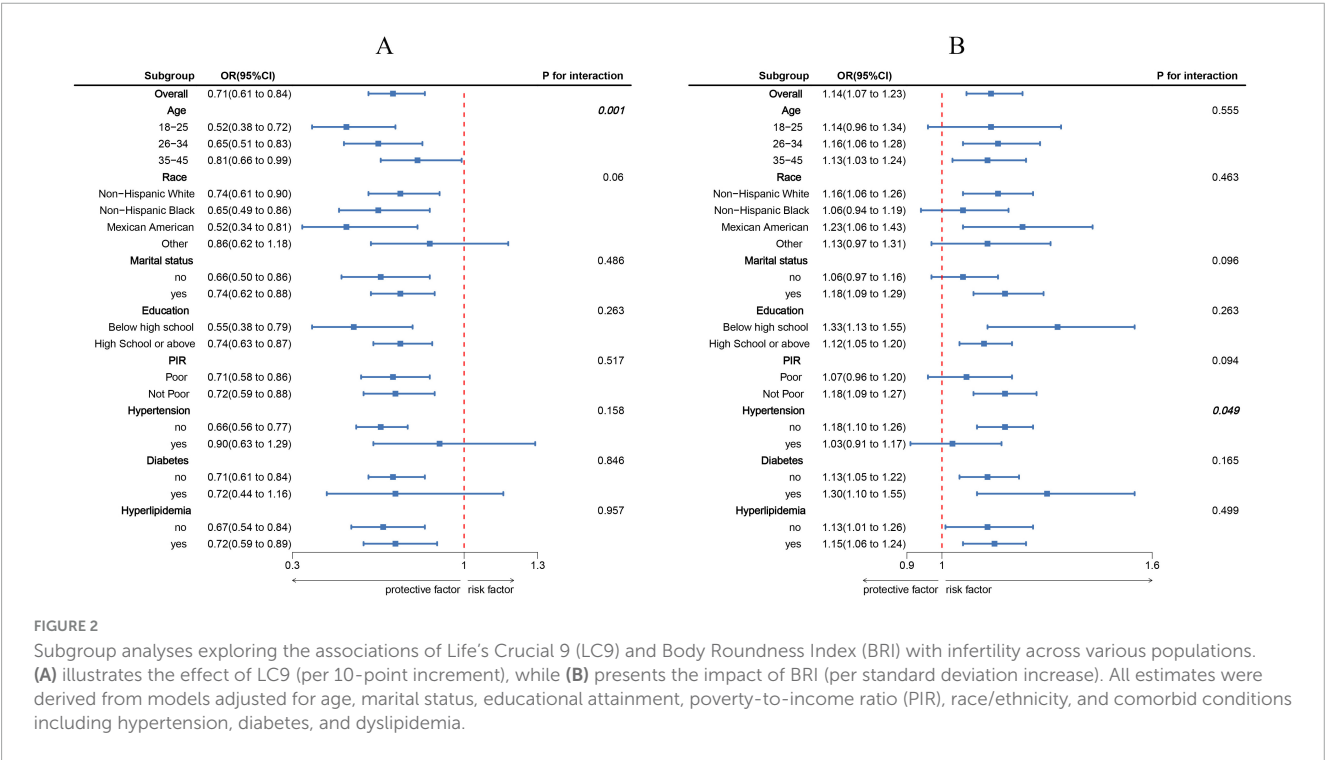 A
Subgroup OR(95%CI) P for interaction
Overall 0.71(0.61 to 0.84)
Age 0.001
18−25 0.52(0.38 to 0.72)
26−34 0.65(0.51 to 0.83)
35−45 0.81(0.66 to 0.99)
Race 0.06
Non−Hispanic White 0.74(0.61 to 0.90)
Non−Hispanic Black 0.65(0.49 to 0.86)
Mexican American 0.52(0.34 to 0.81)
Other 0.86(0.62 to 1.18)
Marital status 0.486
no 0.66(0.50 to 0.86)
yes 0.74(0.62 to 0.88)
Education 0.263
Below high school 0.55(0.38 to 0.79)
High School or above 0.74(0.63 to 0.87)
PIR 0.517
Poor 0.71(0.58 to 0.86)
Not Poor 0.72(0.59 to 0.88)
Hypertension 0.158
no 0.66(0.56 to 0.77)
yes 0.90(0.63 to 1.29)
Diabetes 0.846
no 0.71(0.61 to 0.84)
yes 0.72(0.44 to 1.16)
Hyperlipidemia 0.957
no 0.67(0.54 to 0.84)
yes 0.72(0.59 to 0.89)
0.3 1 1.3
protective factor risk factor
B
Subgroup OR(95%CI) P for interaction
Overall 1.14(1.07 to 1.23)
Age 0.555
18−25 1.14(0.96 to 1.34)
26−34 1.16(1.06 to 1.28)
35−45 1.13(1.03 to 1.24)
Race 0.463
Non−Hispanic White 1.16(1.06 to 1.26)
Non−Hispanic Black 1.06(0.94 to 1.19)
Mexican American 1.23(1.06 to 1.43)
Other 1.13(0.97 to 1.31)
Marital status 0.096
no 1.06(0.97 to 1.16)
yes 1.18(1.09 to 1.29)
Education 0.263
Below high school 1.33(1.13 to 1.55)
High School or above 1.12(1.05 to 1.20)
PIR 0.094
Poor 1.07(0.96 to 1.20)
Not Poor 1.18(1.09 to 1.27)
Hypertension 0.049
no 1.18(1.10 to 1.26)
yes 1.03(0.91 to 1.17)
Diabetes 0.165
no 1.13(1.05 to 1.22)
yes 1.30(1.10 to 1.55)
Hyperlipidemia 0.499
no 1.13(1.01 to 1.26)
yes 1.15(1.06 to 1.24)
0.9 1 1.6
protective factor risk factor
FIGURE 2
Subgroup analyses exploring the associations of Life's Crucial 9 (LC9) and Body Roundness Index (BRI) with infertility across various populations.
(A) illustrates the effect of LC9 (per 10-point increment), while (B) presents the impact of BRI (per standard deviation increase). All estimates were
derived from models adjusted for age, marital status, educational attainment, poverty-to-income ratio (PIR), race/ethnicity, and comorbid conditions
including hypertension, diabetes, and dyslipidemia.